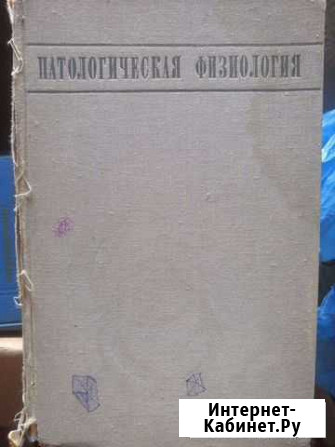 ПАТОЛОГИЧЕСКАЯ ФИЗИОЛОГИЯ
Интернет-
Кабинет.Ру